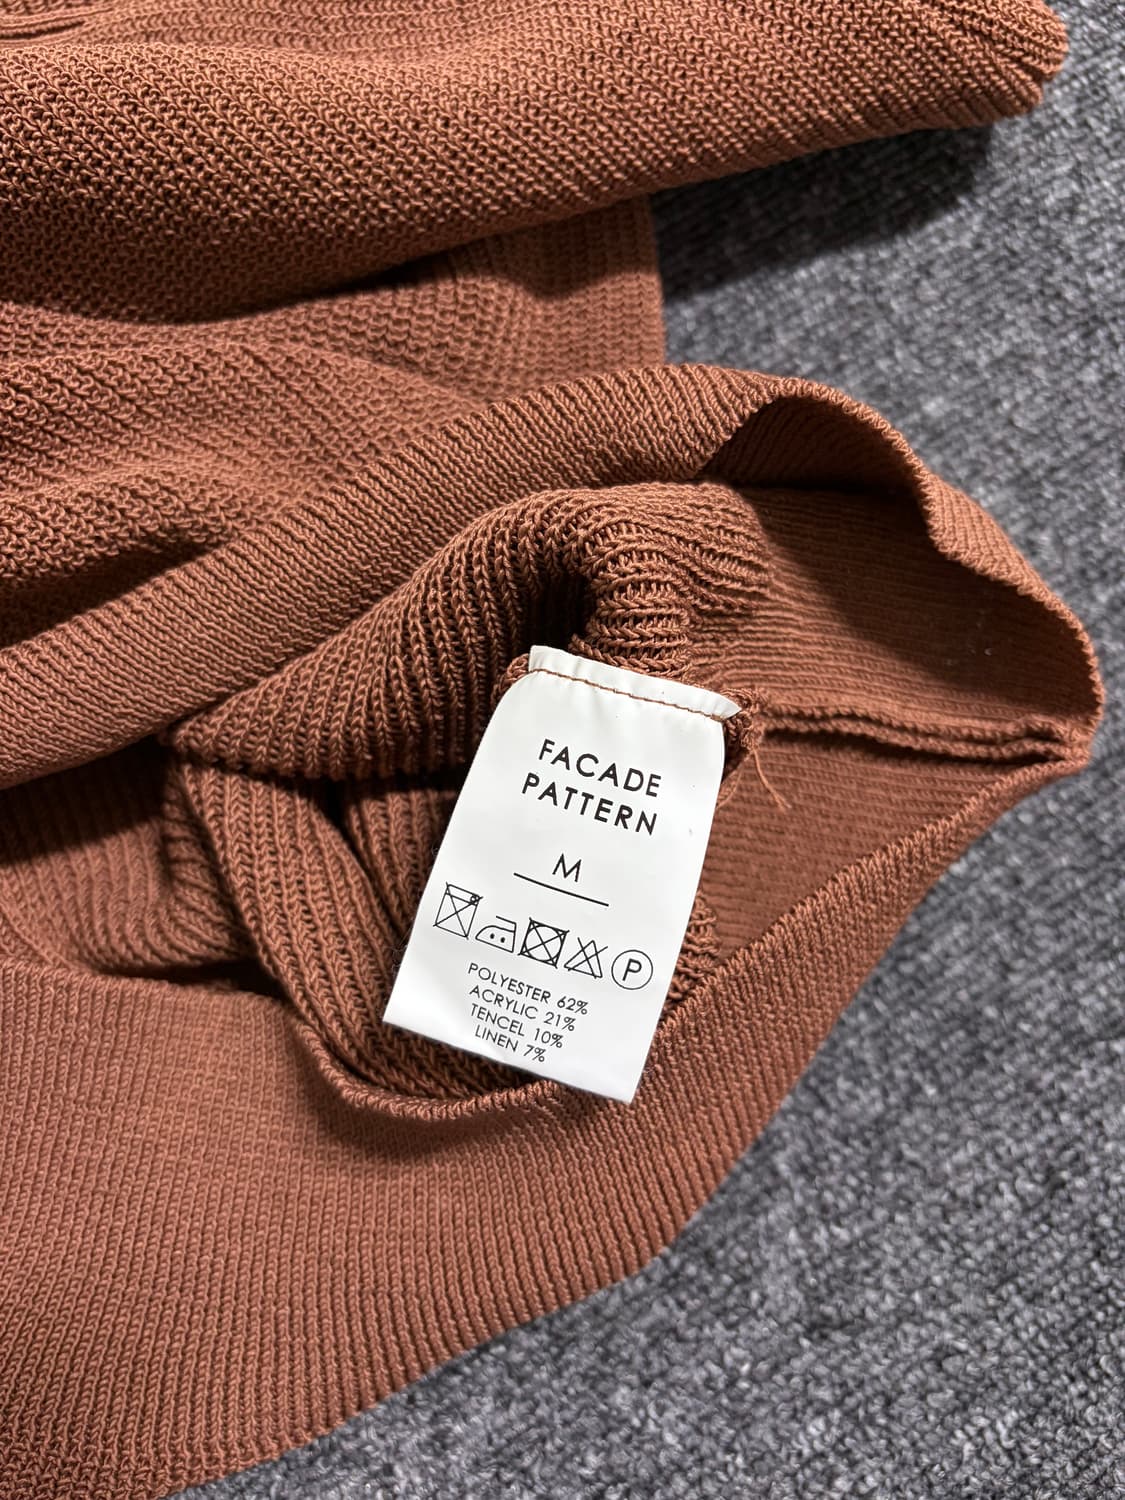 FACADE
PATTERN
M
P
POLYESTER 62%
ACRYLIC 21%
TENCEL 10%
LINEN 7%